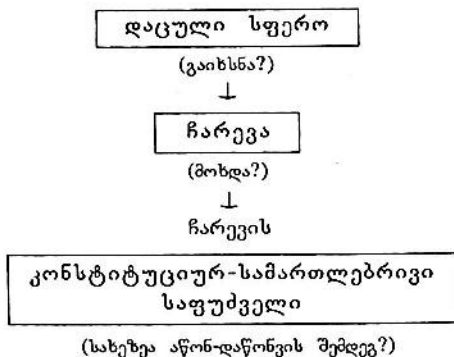 დაცული სფერო
(გაიხსნა?)
ჩარევა
(მოხდა?)
ჩარევის
კონსტიტუციურ-სამართლებრივი
საფუძველი
(სახეზეა აწონ-დაწონვის შემდეგ?)